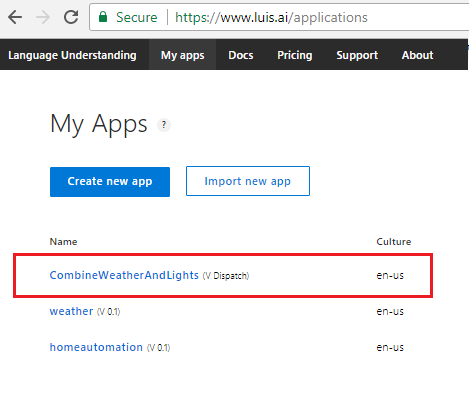 https://www.luis.ai/applications
Language Understanding My apps Docs Pricing Support About
My Apps ?
Create new app Import new app
Name Culture
CombineWeatherAndLights (V Dispatch) en-us
weather (V 0.1) en-us
homeautomation (V 0.1) en-us